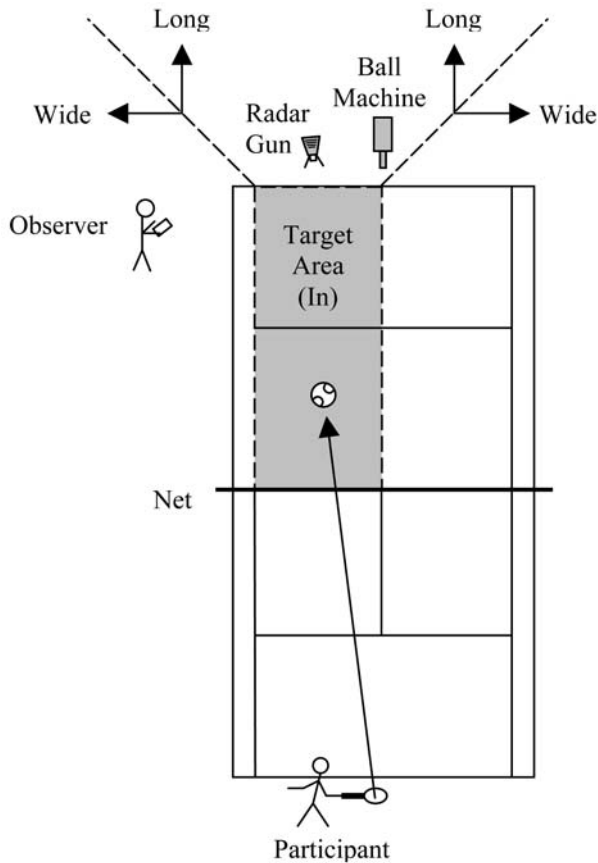 Long
Long
Wide
Radar
Gun
Ball
Machine
Wide
Observer
Target
Area
(In)
Net
Participant